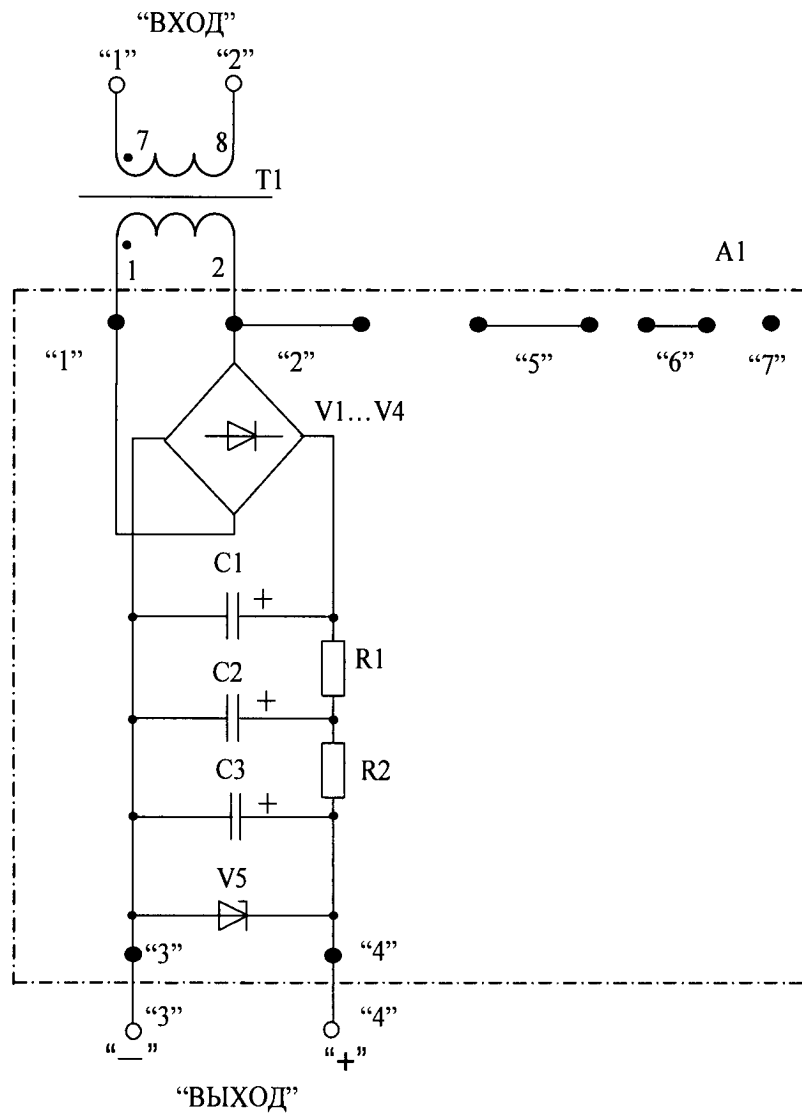 “ВХОД”
“1” “2”
7 8
T1
1 2
A1
“1” “2” “5” “6” “7”
V1...V4
C1
+
R1
C2
+
C3
R2
+
V5
“3” “4”
“3” “4”
“—” “+”
“ВЫХОД”